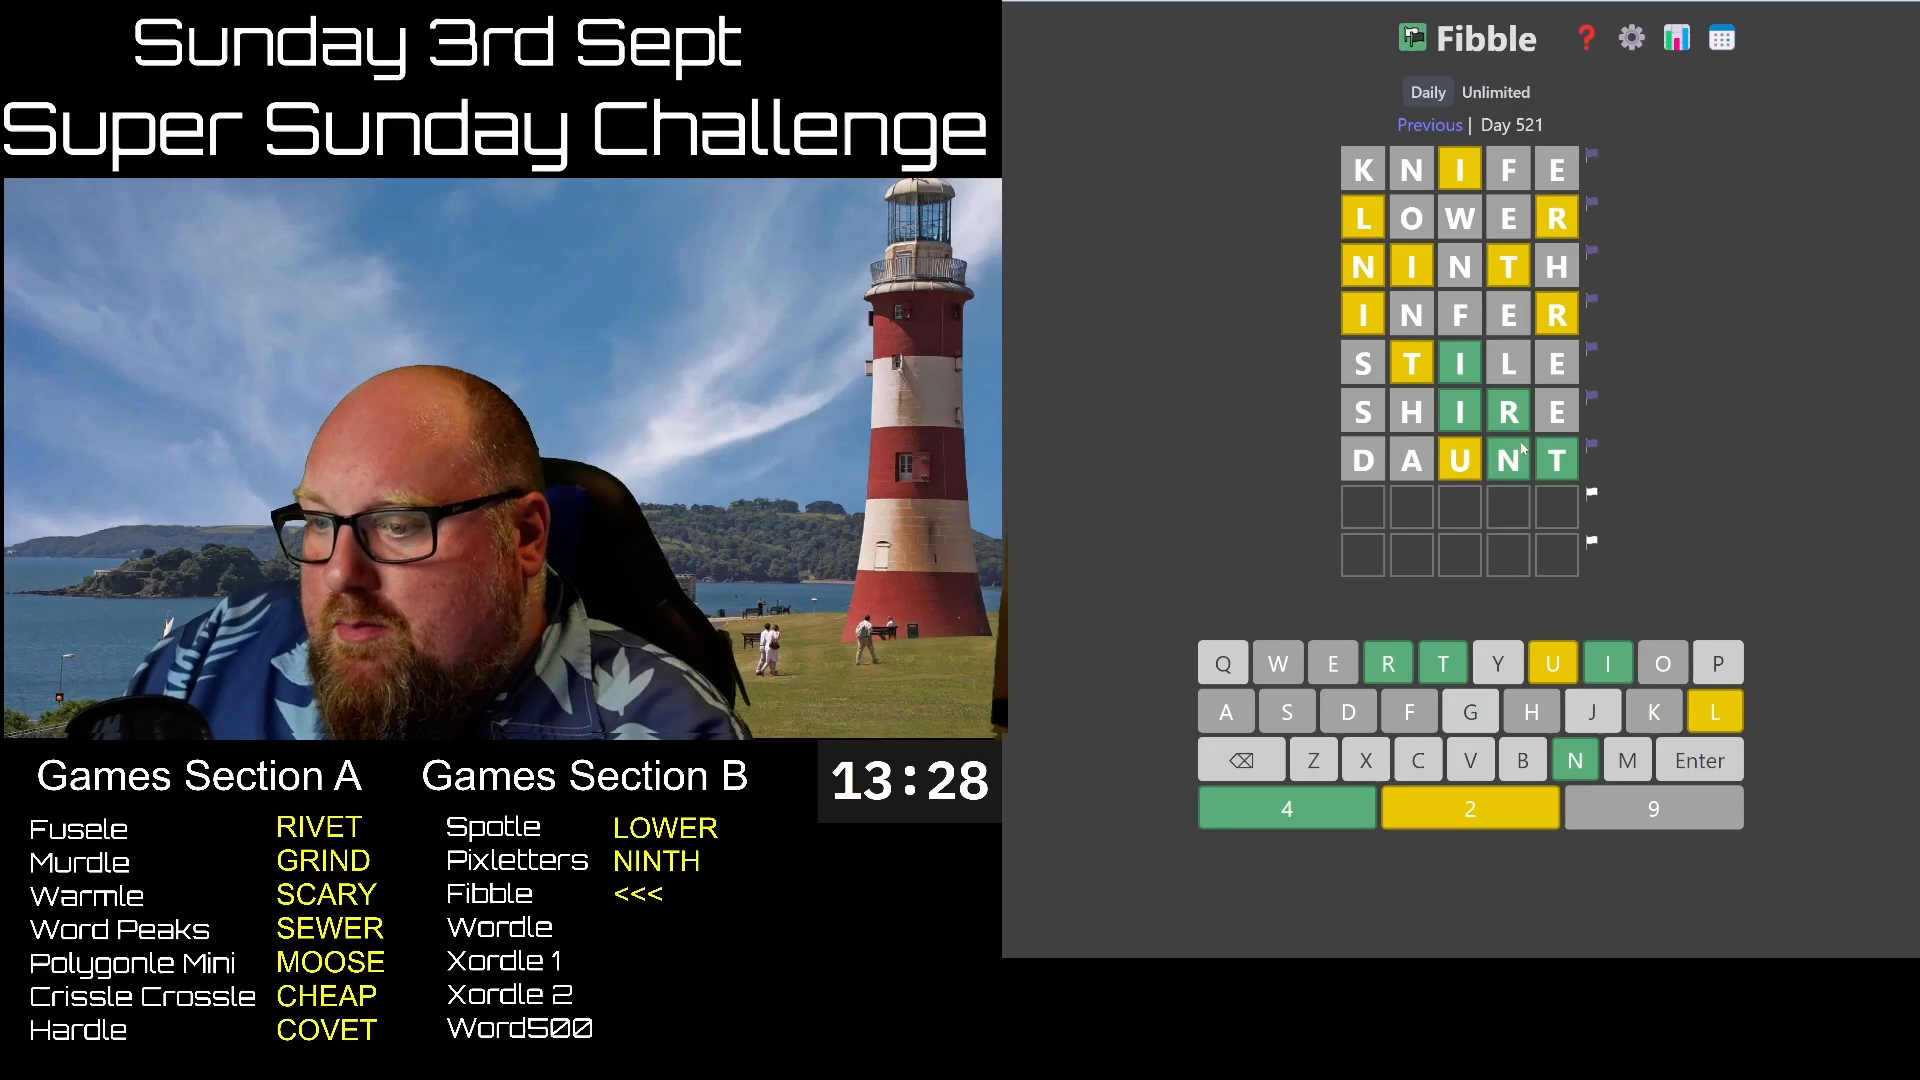 Sunday 3rd Sept
Super Sunday Challenge
Fibble
Daily Unlimited
Previous | Day 521
K N I F E
L O W E R
N I N T H
I N F E R
S T I L E
S H I R E
D A U N T
Q W E R T Y U I O P
A S D F G H J K L
Z X C V B N M Enter
4 2 9
Games Section A
Fusele RIVET
Murdle GRIND
Warmle SCARY
Word Peaks SEWER
Polygonle Mini MOOSE
Crissle Crossle CHEAP
Hardle COVET
Games Section B
Spotle LOWER
Pixletters NINTH
Fibble <<<
Wordle
Xordle 1
Xordle 2
Word500
13:28